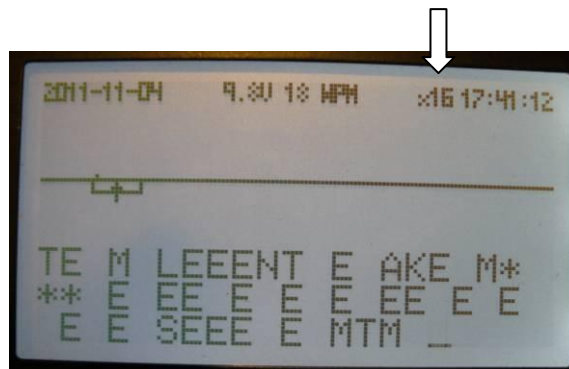 2011-11-04 9.8V 18 WPM x16 17:41:12
TE M LEEENT E AKE M*
** E EE E E E EE E E
E E SEEE E MTM _